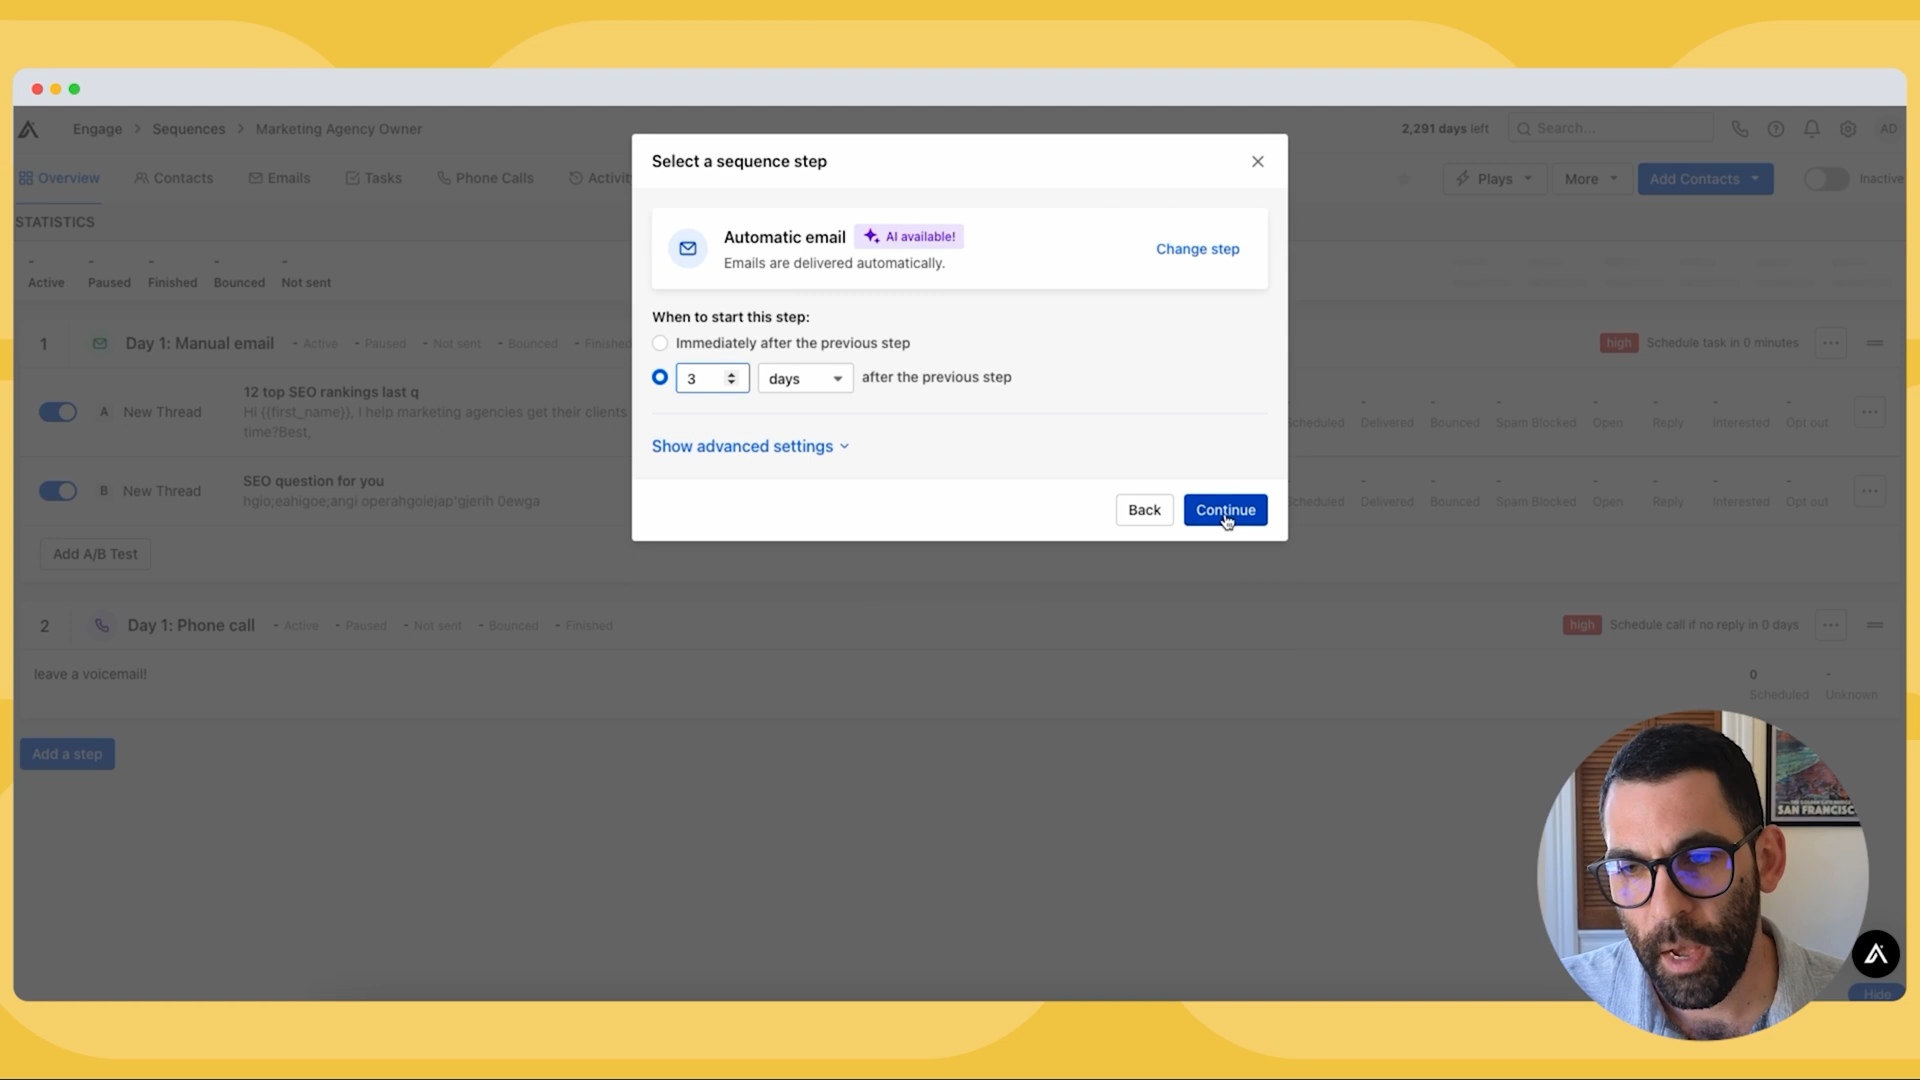 Engage > Sequences > Marketing Agency Owner
2,291 days left
Search...
AD
Overview
Contacts
Emails
Tasks
Phone Calls
Activit
Plays
More
Add Contacts
Inactive
STATISTICS
- - - - -
Active Paused Finished Bounced Not sent
Select a sequence step
Automatic email
AI available!
Emails are delivered automatically.
Change step
When to start this step:
Immediately after the previous step
3 days after the previous step
Show advanced settings
Back
Continue
1 Day 1: Manual email - Active - Paused - Not sent - Bounced - Finished
high Schedule task in 0 minutes
A New Thread
12 top SEO rankings last q
Hi {{first_name}}, I help marketing agencies get their clients
time?Best,
- - - - - - - -
cheduled Delivered Bounced Spam Blocked Open Reply Interested Opt out
B New Thread
SEO question for you
hgio;eahigoe;angi operahgoiejap'gjerih 0ewga
- - - - - - - -
cheduled Delivered Bounced Spam Blocked Open Reply Interested Opt out
Add A/B Test
2 Day 1: Phone call - Active - Paused - Not sent - Bounced - Finished
high Schedule call if no reply in 0 days
leave a voicemail!
0 -
Scheduled Unknown
Add a step
SAN FRANCISC
Hide